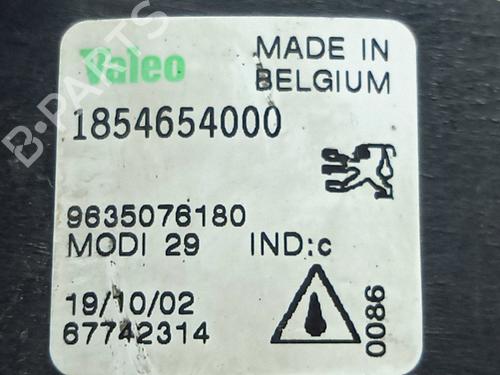 Valeo
MADE IN
BELGIUM
1854654000
9635076180
MODI 29 IND:c
19/10/02
67742314
0086
B-PARTS